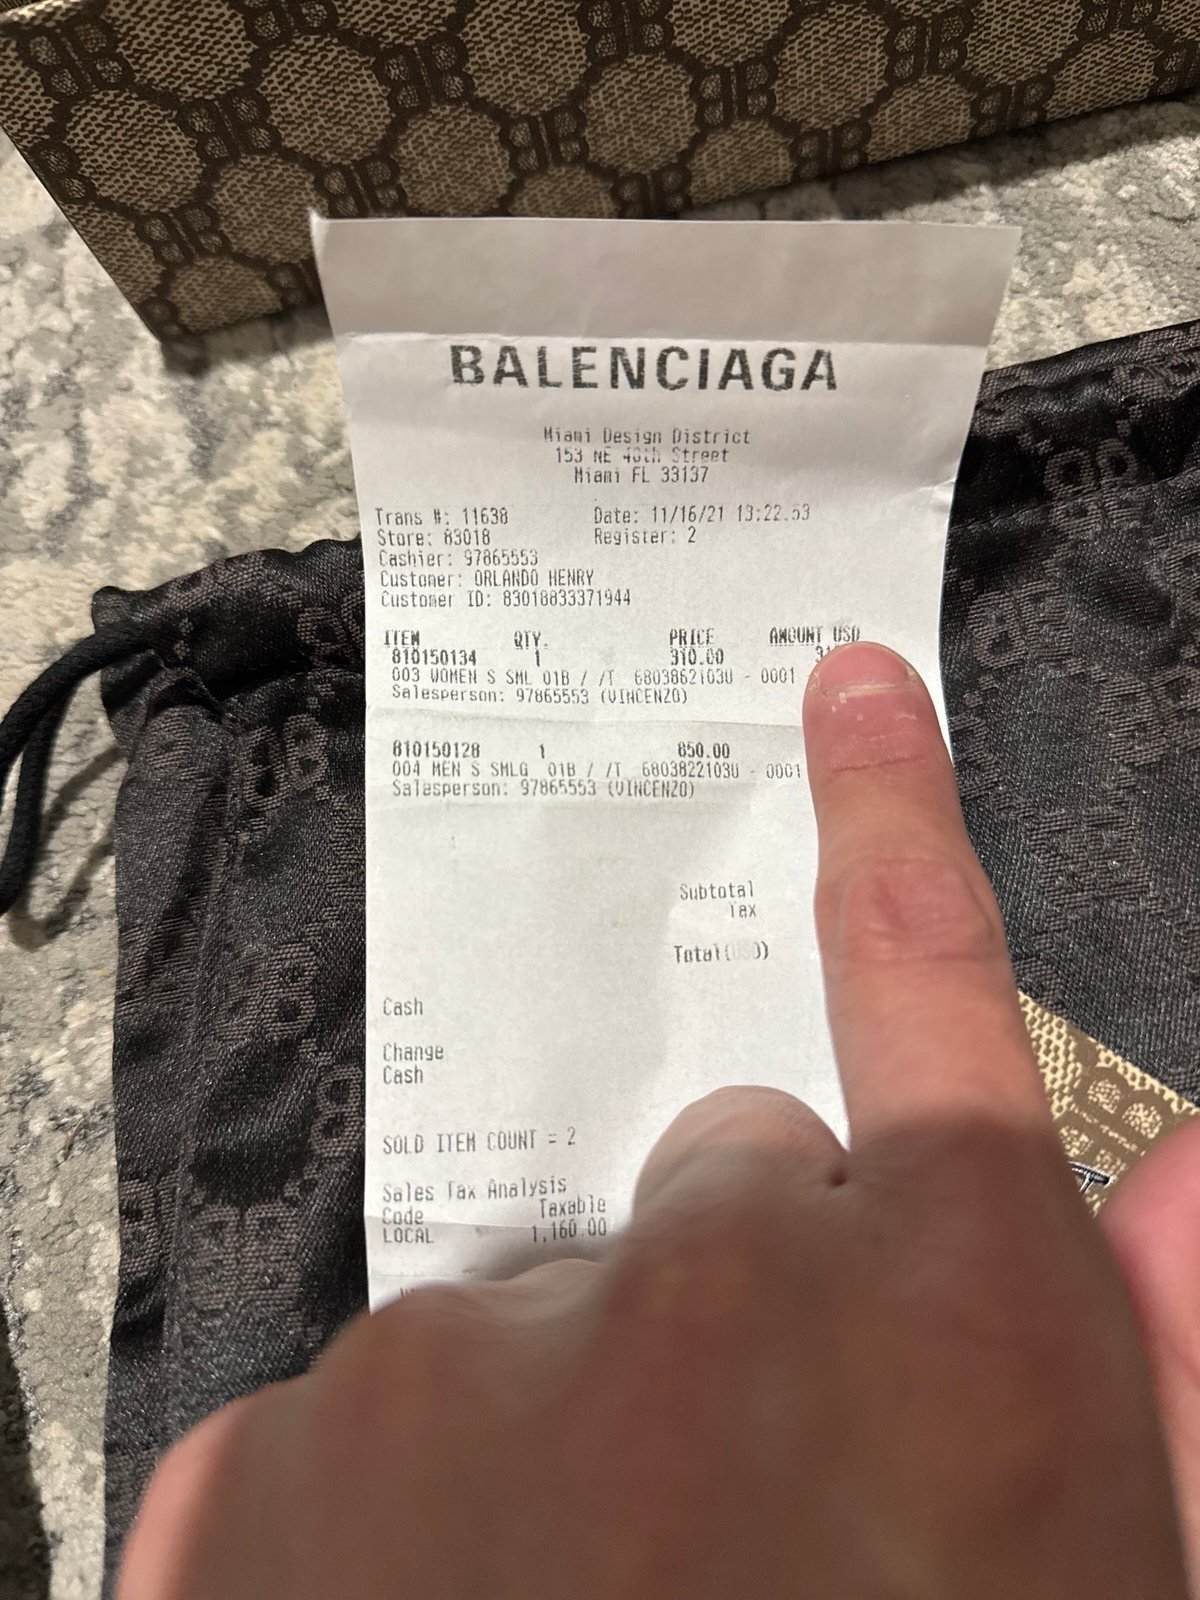 BALENCIAGA
Miami Design District
153 NE 40th Street
Miami FL 33137
Trans #: 11638 Date: 11/16/21 13:22.53
Store: 83018 Register: 2
Cashier: 97865553
Customer: ORLANDO HENRY
Customer ID: 83018833371944
ITEM QTY. PRICE AMOUNT USD
810150134 1 310.00
003 WOMEN S SML 01B / /T 6803862103U - 0001
Salesperson: 97865553 (VINCENZO)
810150128 1 850.00
004 MEN S SMLG 01B / /T 6803822103U - 0001
Salesperson: 97865553 (VINCENZO)
Subtotal
Tax
Total(USD)
Cash
Change
Cash
SOLD ITEM COUNT = 2
Sales Tax Analysis
Code Taxable
LOCAL 1,160.00